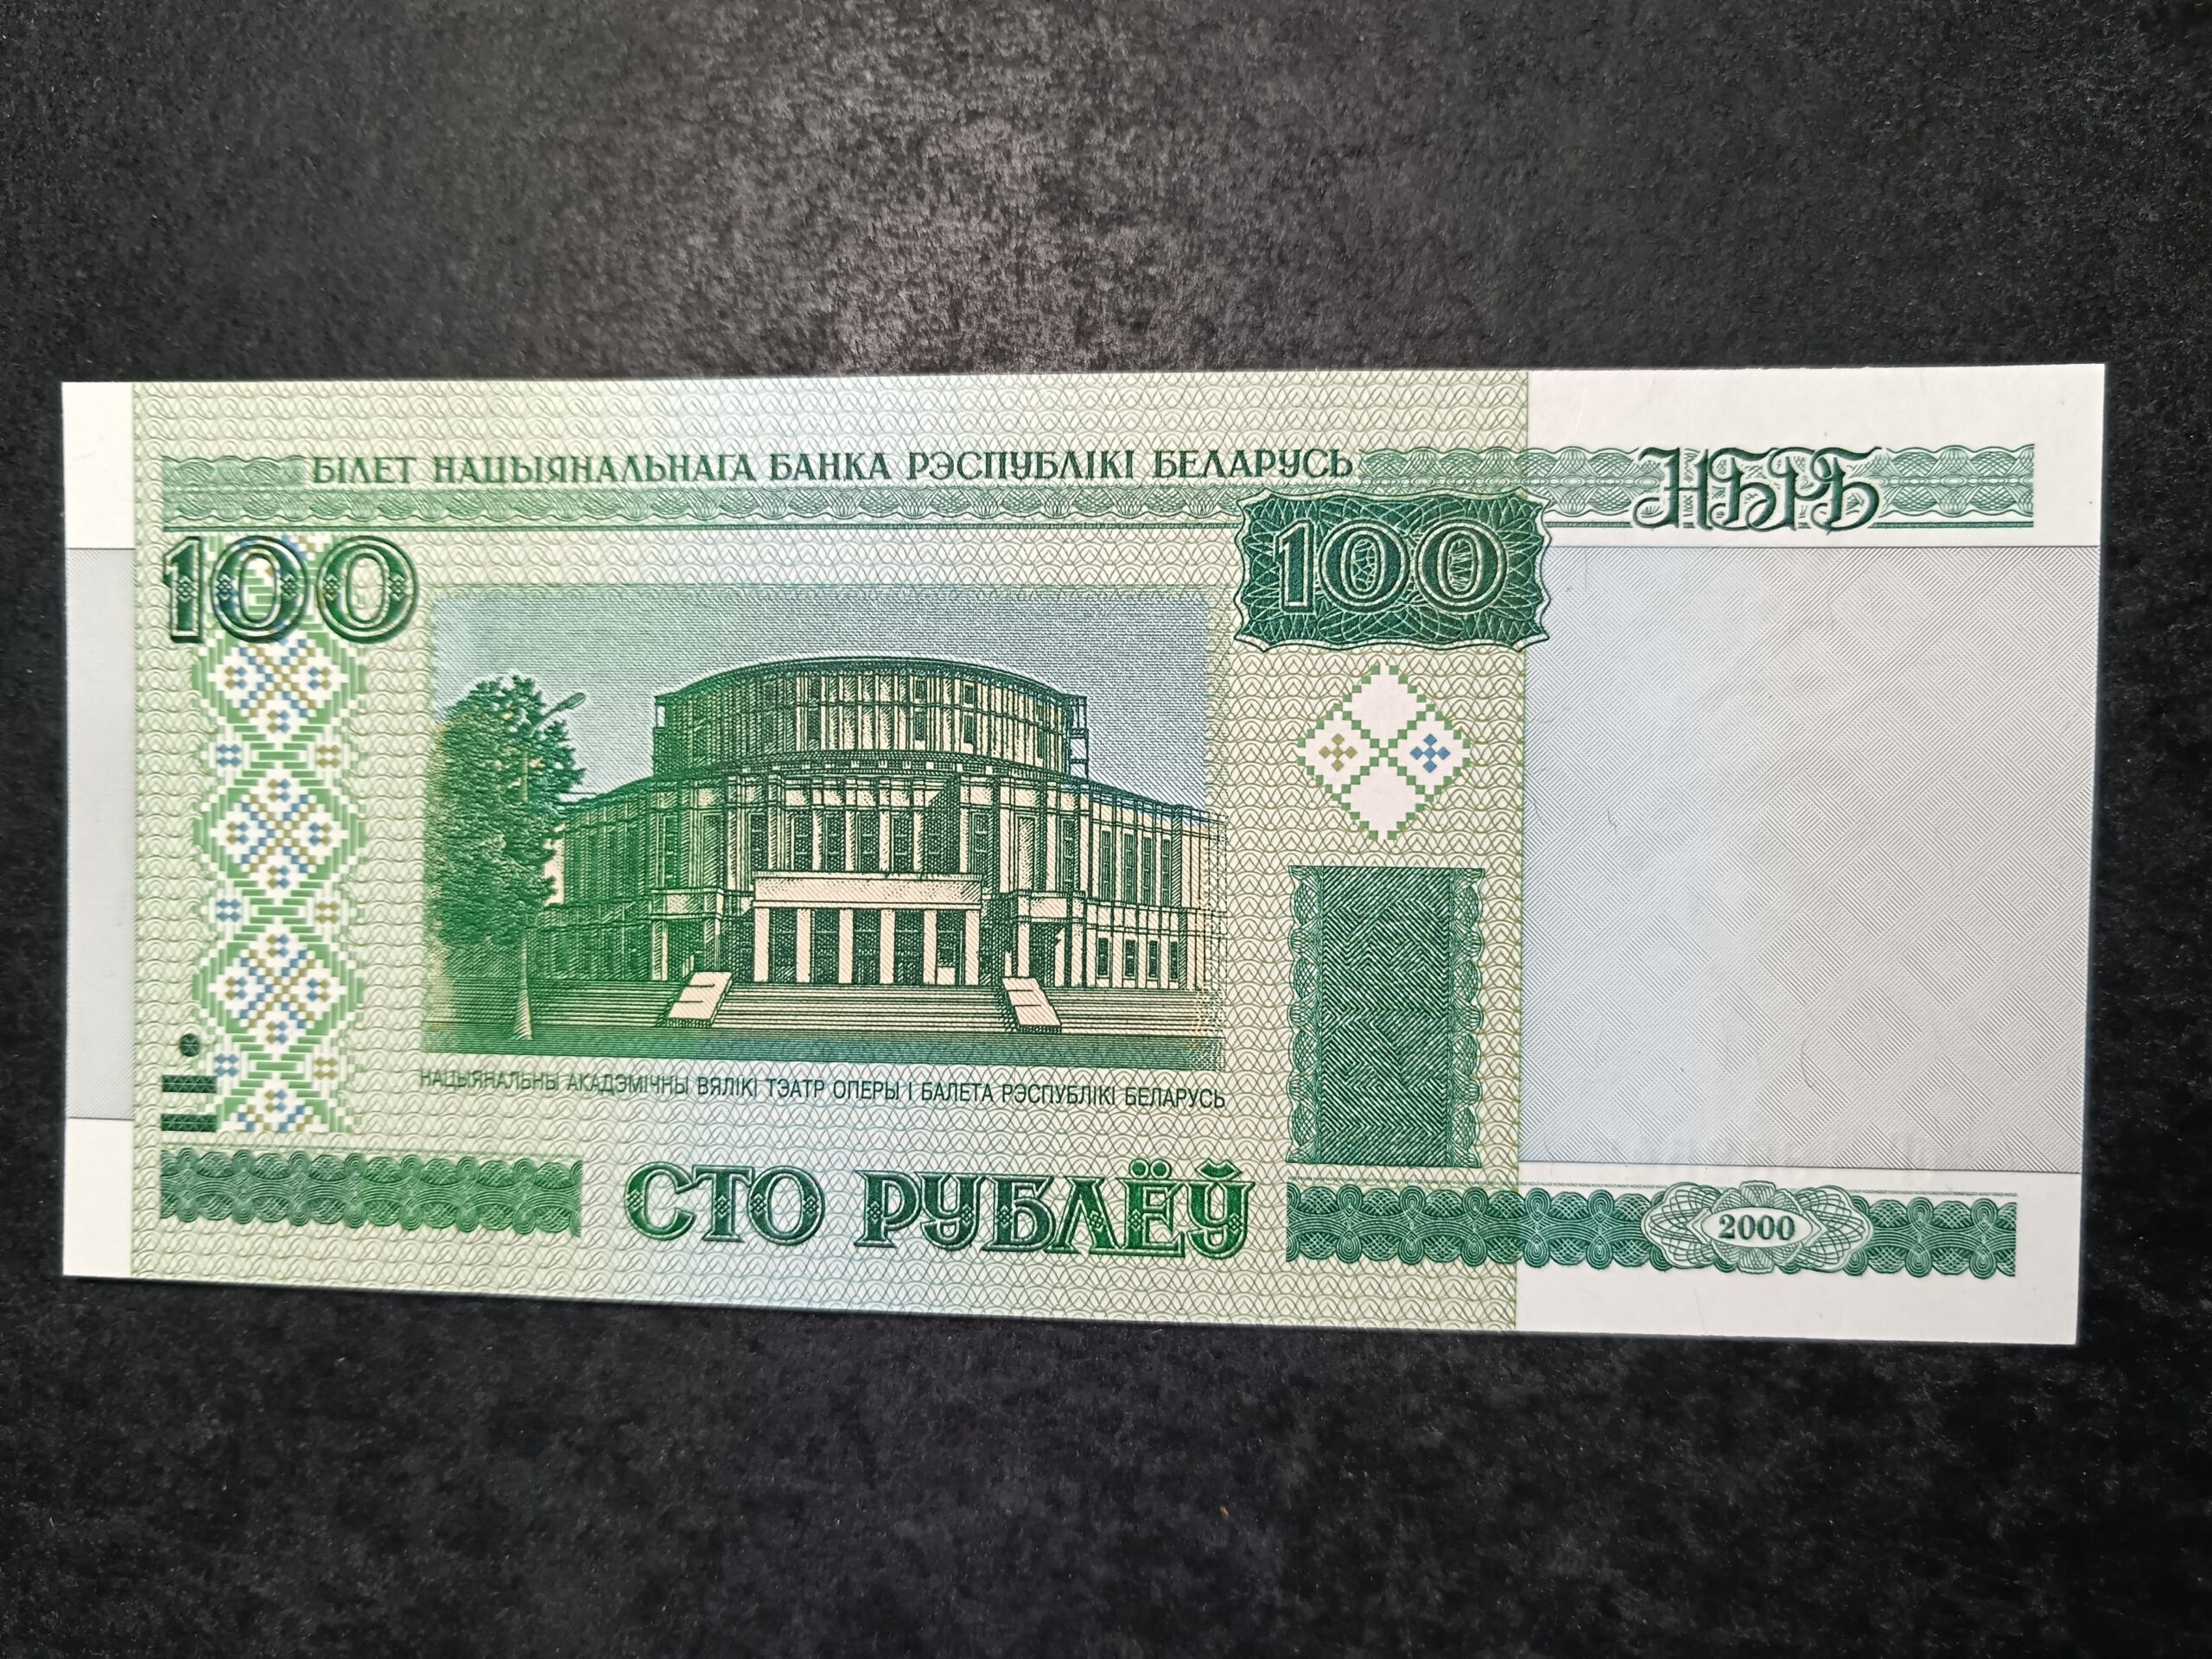 БІЛЕТ НАЦЫЯНАЛЬНАГА БАНКА РЭСПУБЛІКІ БЕЛАРУСЬ
НБРБ
100
100
НАЦЫЯНАЛЬНЫ АКАДЭМІЧНЫ ВЯЛІКІ ТЭАТР ОПЕРЫ І БАЛЕТА РЭСПУБЛІКІ БЕЛАРУСЬ
СТО РУБЛЁЎ
2000